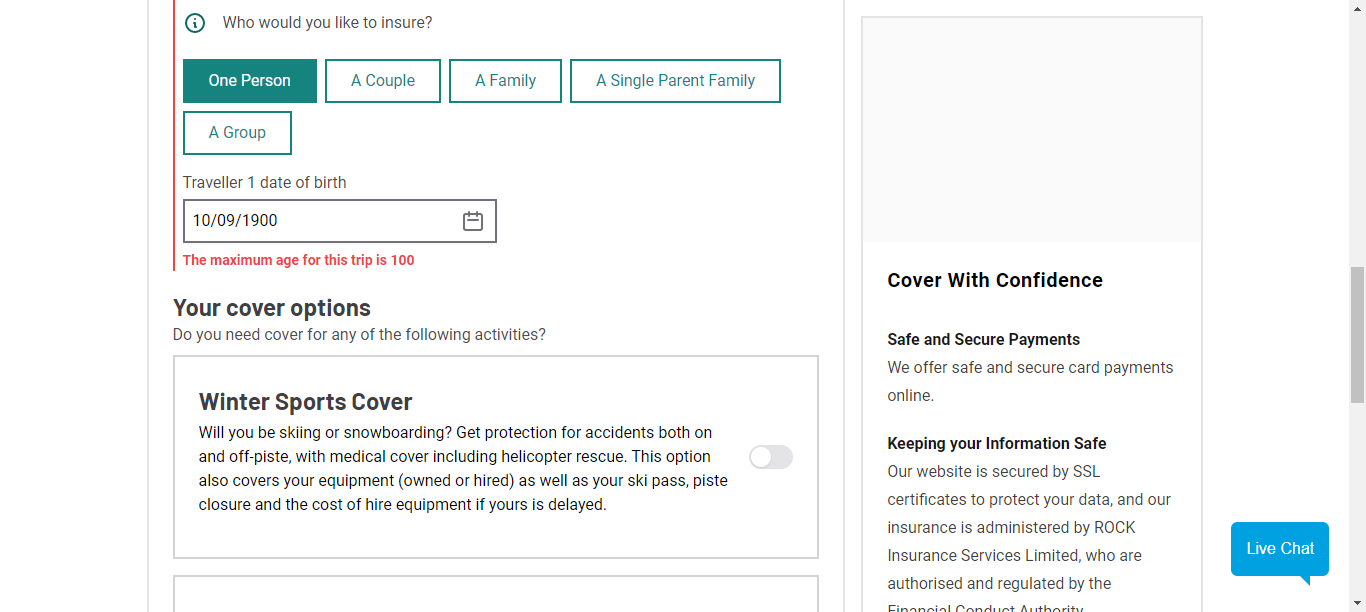 Who would you like to insure?
One Person
A Couple
A Family
A Single Parent Family
A Group
Traveller 1 date of birth
10/09/1900
The maximum age for this trip is 100
Your cover options
Do you need cover for any of the following activities?
Winter Sports Cover
Will you be skiing or snowboarding? Get protection for accidents both on
and off-piste, with medical cover including helicopter rescue. This option
also covers your equipment (owned or hired) as well as your ski pass, piste
closure and the cost of hire equipment if yours is delayed.
Cover With Confidence
Safe and Secure Payments
We offer safe and secure card payments
online.
Keeping your Information Safe
Our website is secured by SSL
certificates to protect your data, and our
insurance is administered by ROCK
Insurance Services Limited, who are
authorised and regulated by the
Financial Conduct Authority
Live Chat